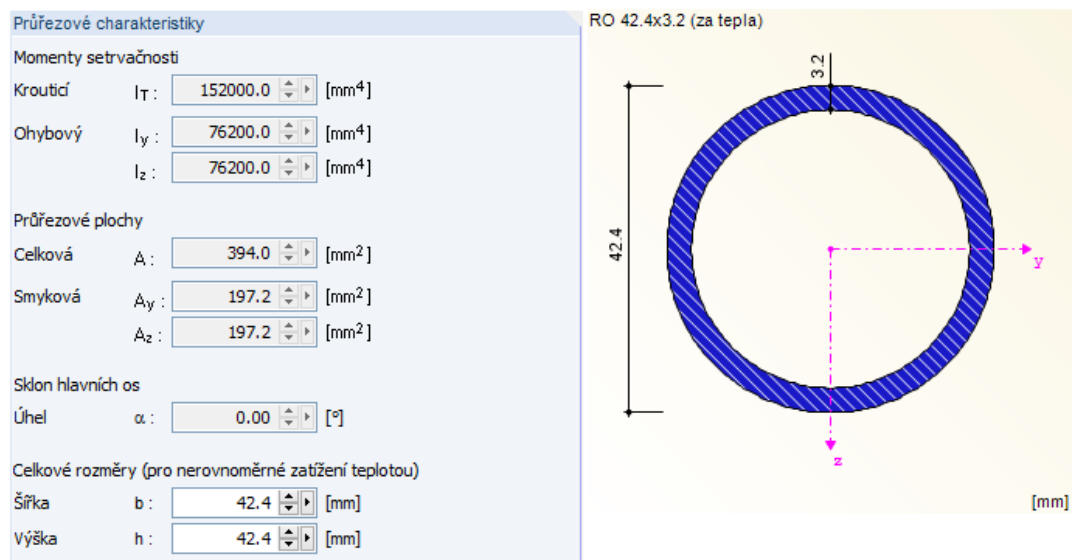 Průřezové charakteristiky
Momenty setrvačnosti
Krouticí IT : 152000.0 [mm4]
Ohybový Iy : 76200.0 [mm4]
Iz : 76200.0 [mm4]
Průřezové plochy
Celková A : 394.0 [mm2]
Smyková Ay : 197.2 [mm2]
Az : 197.2 [mm2]
Sklon hlavních os
Úhel α : 0.00 [°]
Celkové rozměry (pro nerovnoměrné zatížení teplotou)
Šířka b : 42.4 [mm]
Výška h : 42.4 [mm]
RO 42.4x3.2 (za tepla)
3.2
42.4
y
z
[mm]